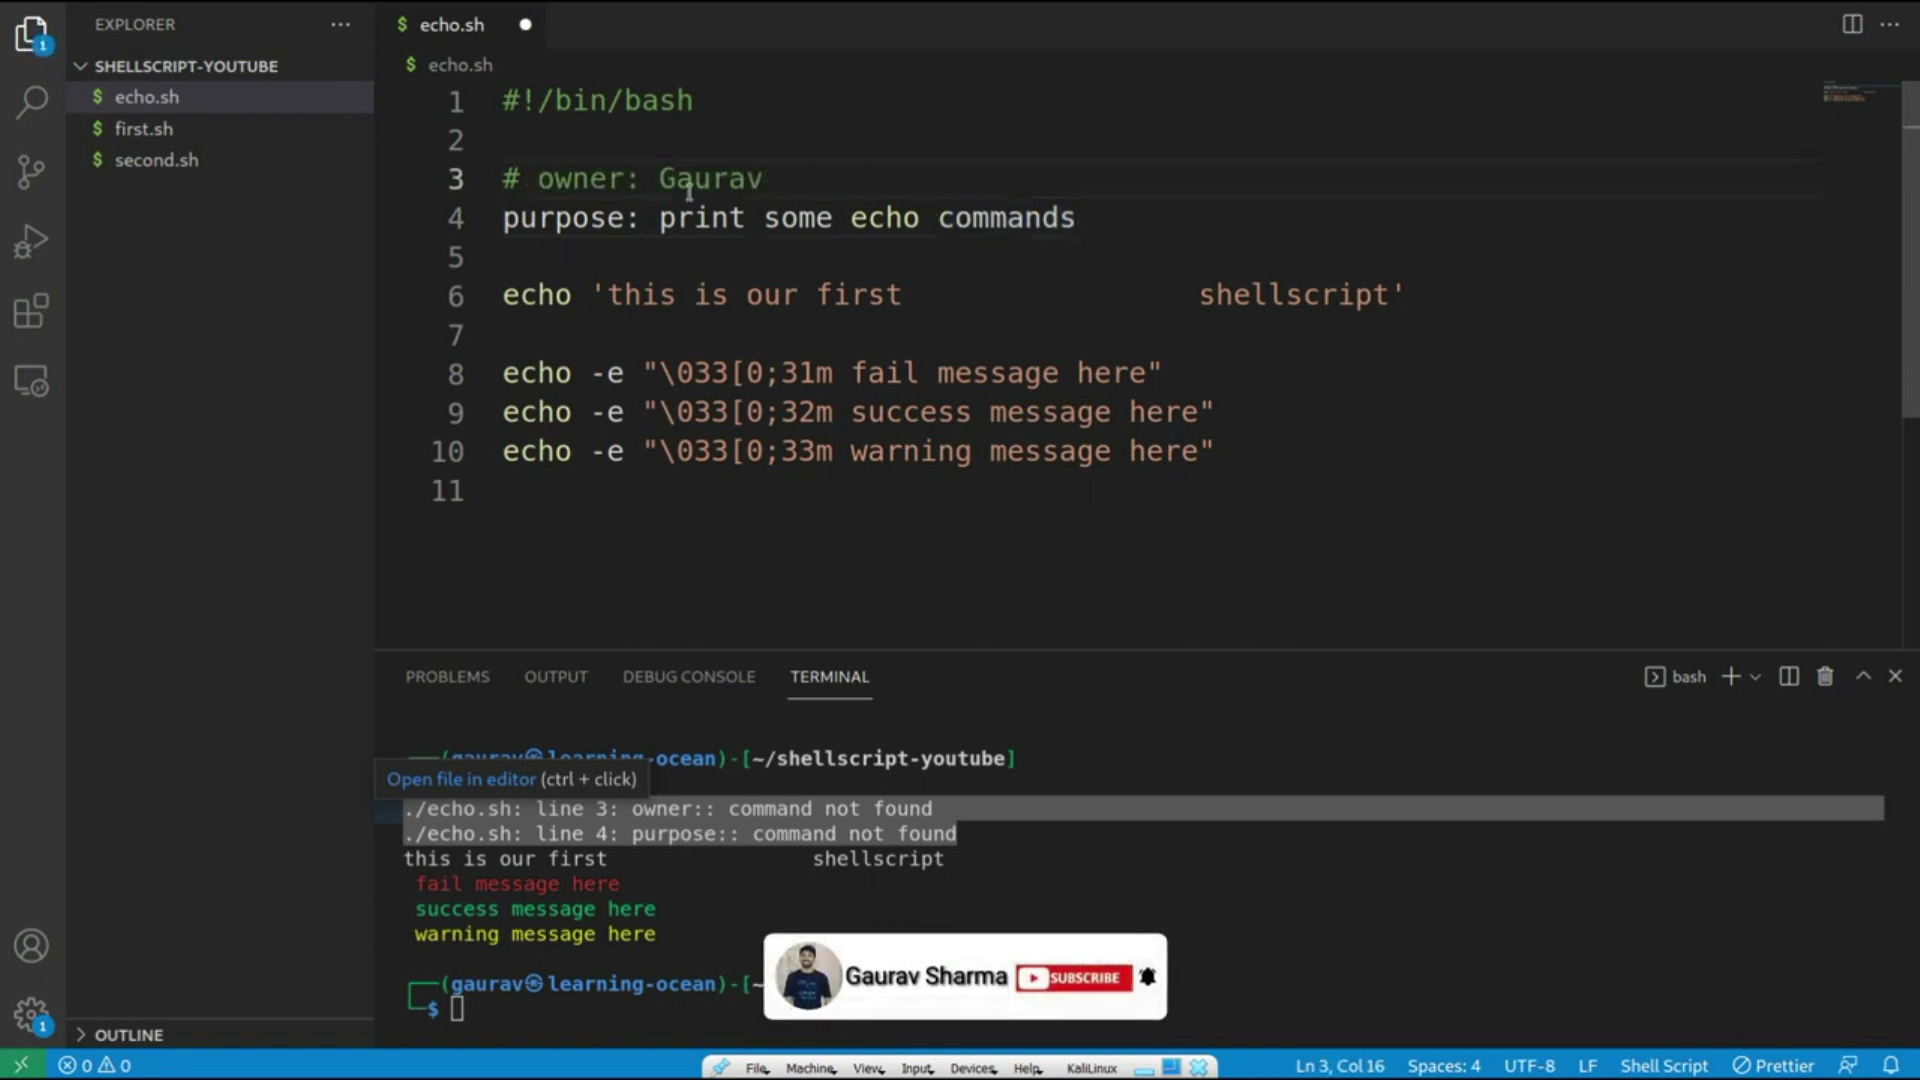 EXPLORER
SHELLSCRIPT-YOUTUBE
$ echo.sh
$ first.sh
$ second.sh
OUTLINE
$ echo.sh
$ echo.sh
1 #!/bin/bash
2
3 # owner: Gaurav
4 purpose: print some echo commands
5
6 echo 'this is our first                 shellscript'
7
8 echo -e "\033[0;31m fail message here"
9 echo -e "\033[0;32m success message here"
10 echo -e "\033[0;33m warning message here"
11
PROBLEMS OUTPUT DEBUG CONSOLE TERMINAL
bash
(gaurav㉿learning-ocean)-[~/shellscript-youtube]
Open file in editor (ctrl + click)
./echo.sh: line 3: owner:: command not found
./echo.sh: line 4: purpose:: command not found
this is our first                 shellscript
fail message here
success message here
warning message here
(gaurav㉿learning-ocean)-[~
$
Gaurav Sharma SUBSCRIBE
1
1
0 0
File Machine View Input Devices Help KaliLinux
Ln 3, Col 16 Spaces: 4 UTF-8 LF Shell Script Prettier